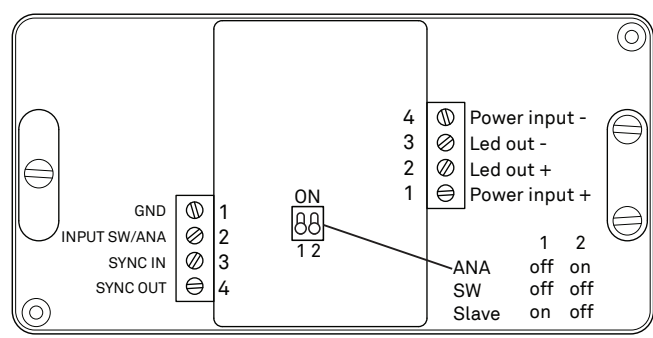 4 Power input -
3 Led out -
2 Led out +
1 Power input +
GND 1
INPUT SW/ANA 2
SYNC IN 3
SYNC OUT 4
ON
1 2
1 2
ANA off on
SW off off
Slave on off